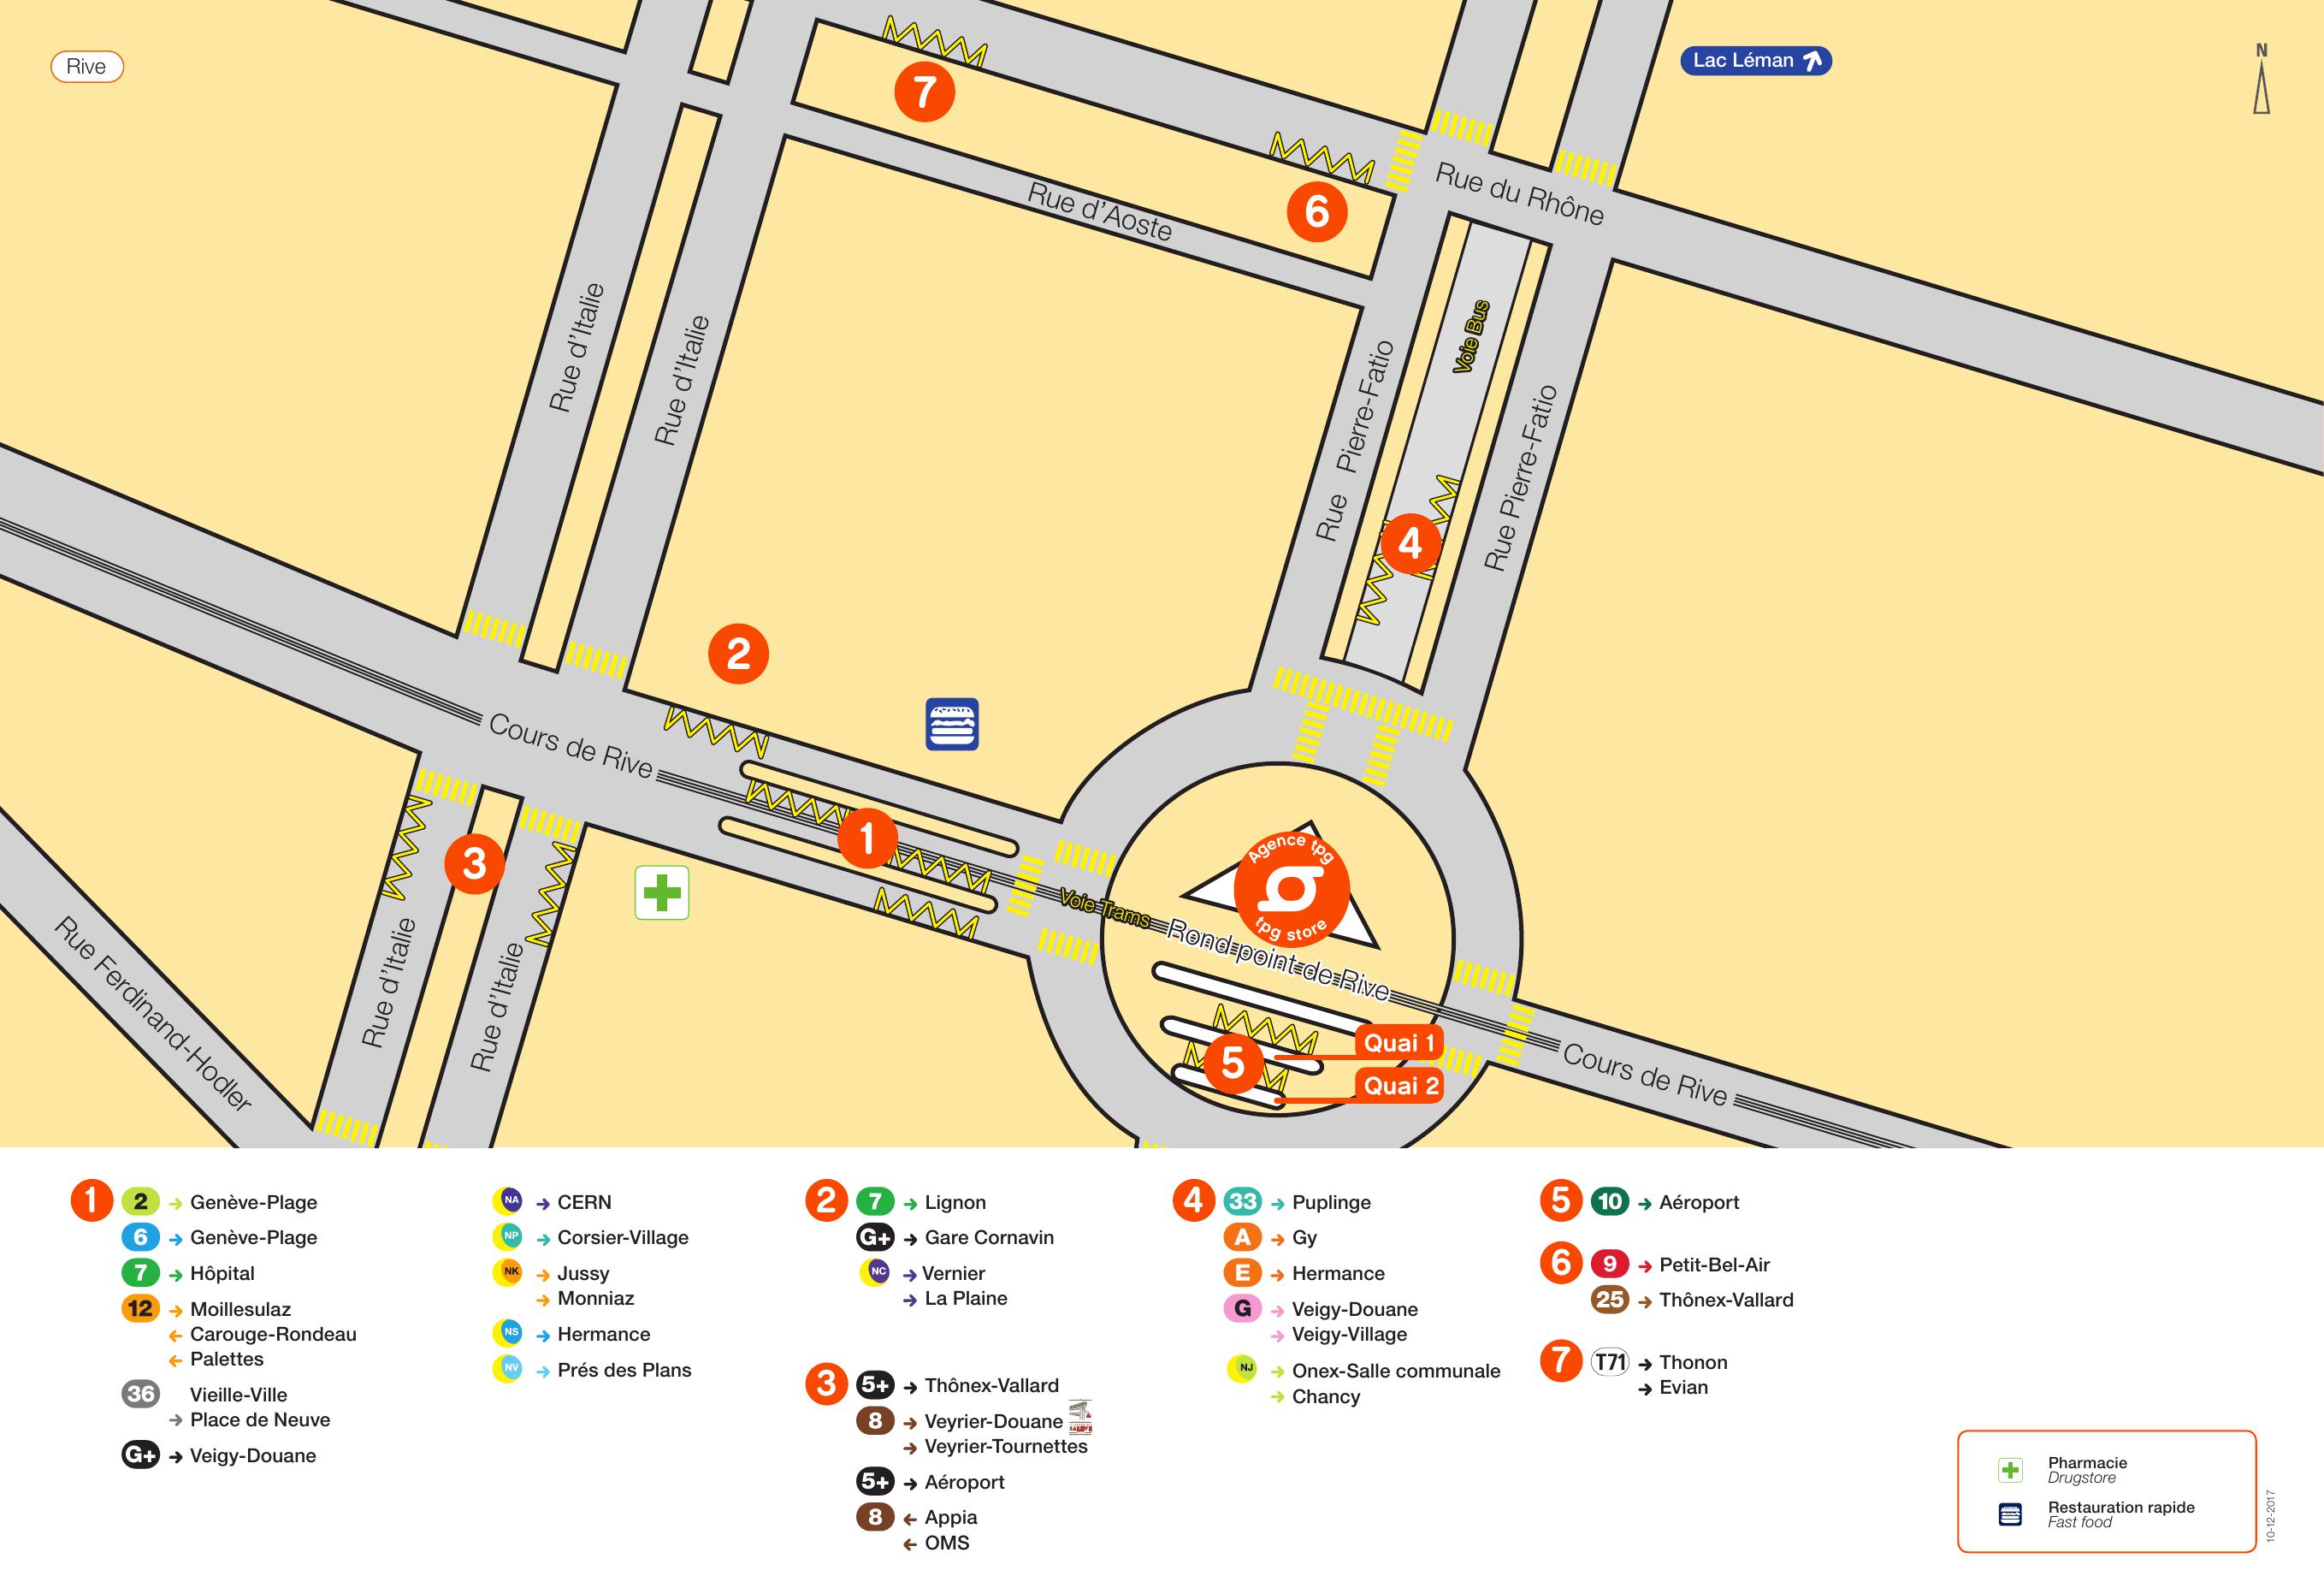 Rive
Lac Léman
N
7
6
Rue du Rhône
Rue d'Aoste
Rue d'Italie
Rue d'Italie
Voie Bus
Rue Pierre-Fatio
Rue Pierre-Fatio
4
2
Cours de Rive
1
3
Agence tpg
tpg store
Voie Trams
Rond point de Rive
Rue d'Italie
Rue d'Italie
Rue Ferdinand-Hodler
5
Quai 1
Quai 2
Cours de Rive
1
2 Genève-Plage
6 Genève-Plage
7 Hôpital
12 Moillesulaz
Carouge-Rondeau
Palettes
36 Vieille-Ville
Place de Neuve
G+ Veigy-Douane
NA CERN
NP Corsier-Village
NK Jussy
Monniaz
NS Hermance
NV Prés des Plans
2
7 Lignon
G+ Gare Cornavin
NC Vernier
La Plaine
3
5+ Thônex-Vallard
8 Veyrier-Douane
SALÈVE
Veyrier-Tournettes
5+ Aéroport
8 Appia
OMS
4
33 Puplinge
A Gy
E Hermance
G Veigy-Douane
Veigy-Village
NJ Onex-Salle communale
Chancy
5
10 Aéroport
6
9 Petit-Bel-Air
25 Thônex-Vallard
7
T71 Thonon
Evian
Pharmacie
Drugstore
Restauration rapide
Fast food
10-12-2017